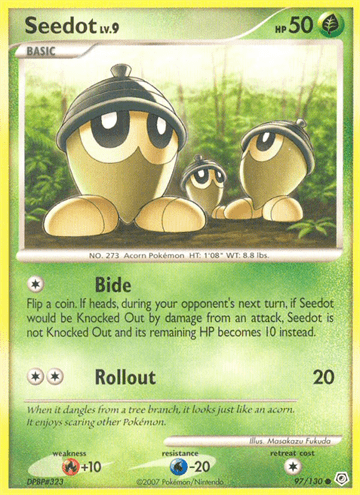 Seedot LV.9
HP 50
BASIC
NO. 273 Acorn Pokémon HT: 1'08" WT: 8.8 lbs.
Bide
Flip a coin. If heads, during your opponent's next turn, if Seedot
would be Knocked Out by damage from an attack, Seedot is
not Knocked Out and its remaining HP becomes 10 instead.
Rollout 20
When it dangles from a tree branch, it looks just like an acorn.
It enjoys scaring other Pokémon.
Illus. Masakazu Fukuda
weakness resistance retreat cost
+10 -20
DPBP#323 ©2007 Pokémon/Nintendo 97/130